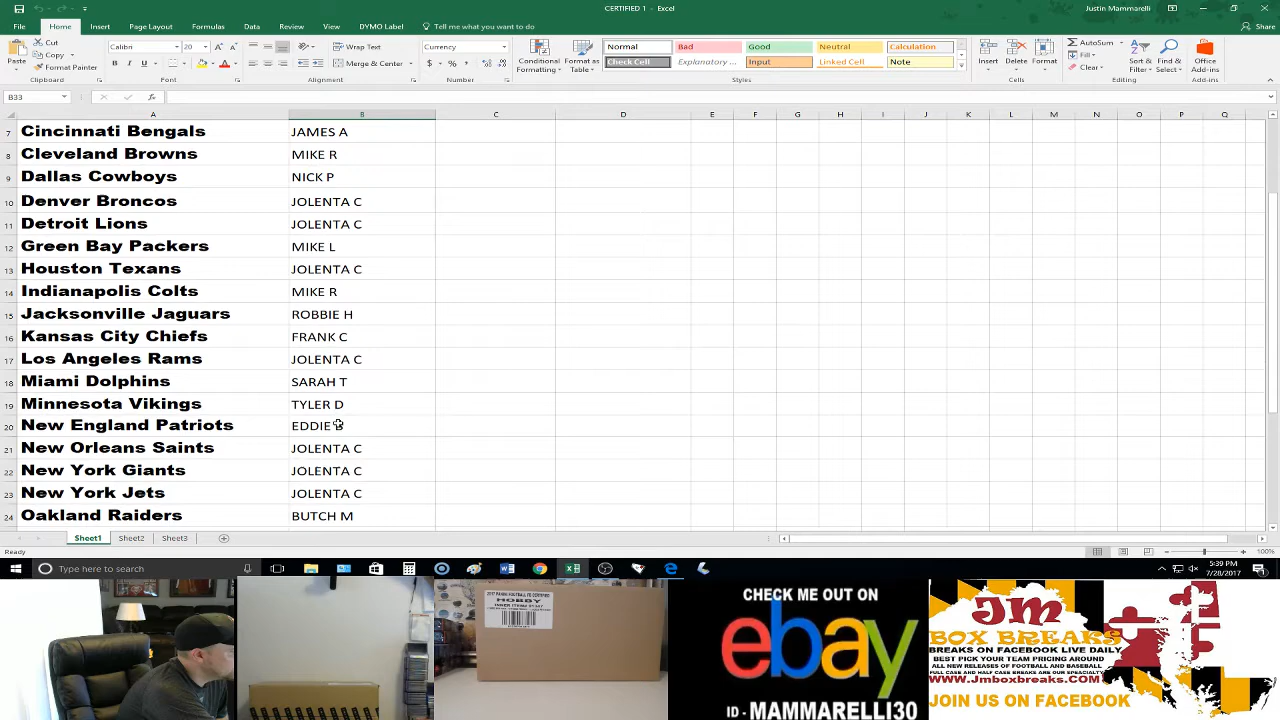 CERTIFIED 1 - Excel
Justin Mammarelli
File Home Insert Page Layout Formulas Data Review View DYMO Label Tell me what you want to do
Share
Paste
Cut
Copy
Format Painter
Clipboard
Calibri 20
Font
Wrap Text
Merge & Center
Alignment
Currency
Number
Conditional Formatting
Format as Table
Normal Bad Good Neutral Calculation
Check Cell Explanatory ... Input Linked Cell Note
Styles
Insert Delete Format
Cells
AutoSum
Fill
Clear
Sort & Filter
Find & Select
Editing
Office Add-ins
Add-ins
B33
A B C D E F G H I J K L M N O P Q
7 Cincinnati Bengals JAMES A
8 Cleveland Browns MIKE R
9 Dallas Cowboys NICK P
10 Denver Broncos JOLENTA C
11 Detroit Lions JOLENTA C
12 Green Bay Packers MIKE L
13 Houston Texans JOLENTA C
14 Indianapolis Colts MIKE R
15 Jacksonville Jaguars ROBBIE H
16 Kansas City Chiefs FRANK C
17 Los Angeles Rams JOLENTA C
18 Miami Dolphins SARAH T
19 Minnesota Vikings TYLER D
20 New England Patriots EDDIE
21 New Orleans Saints JOLENTA C
22 New York Giants JOLENTA C
23 New York Jets JOLENTA C
24 Oakland Raiders BUTCH M
Sheet1 Sheet2 Sheet3
Ready
100%
Type here to search
5:39 PM
7/28/2017
HOBBY
CHECK ME OUT ON
ebay
ID - MAMMARELLI30
JM
BOX BREAKS
BREAKS ON FACEBOOK LIVE DAILY
BEST PICK YOUR TEAM PRICING AROUND
ALL NEW RELEASES OF FOOTBALL AND BASEBALL
FULL CASE AND HALF CASE BREAKS ARE OUR SPECIALTY
WWW.Jmboxbreaks.COM
JOIN US ON FACEBOOK